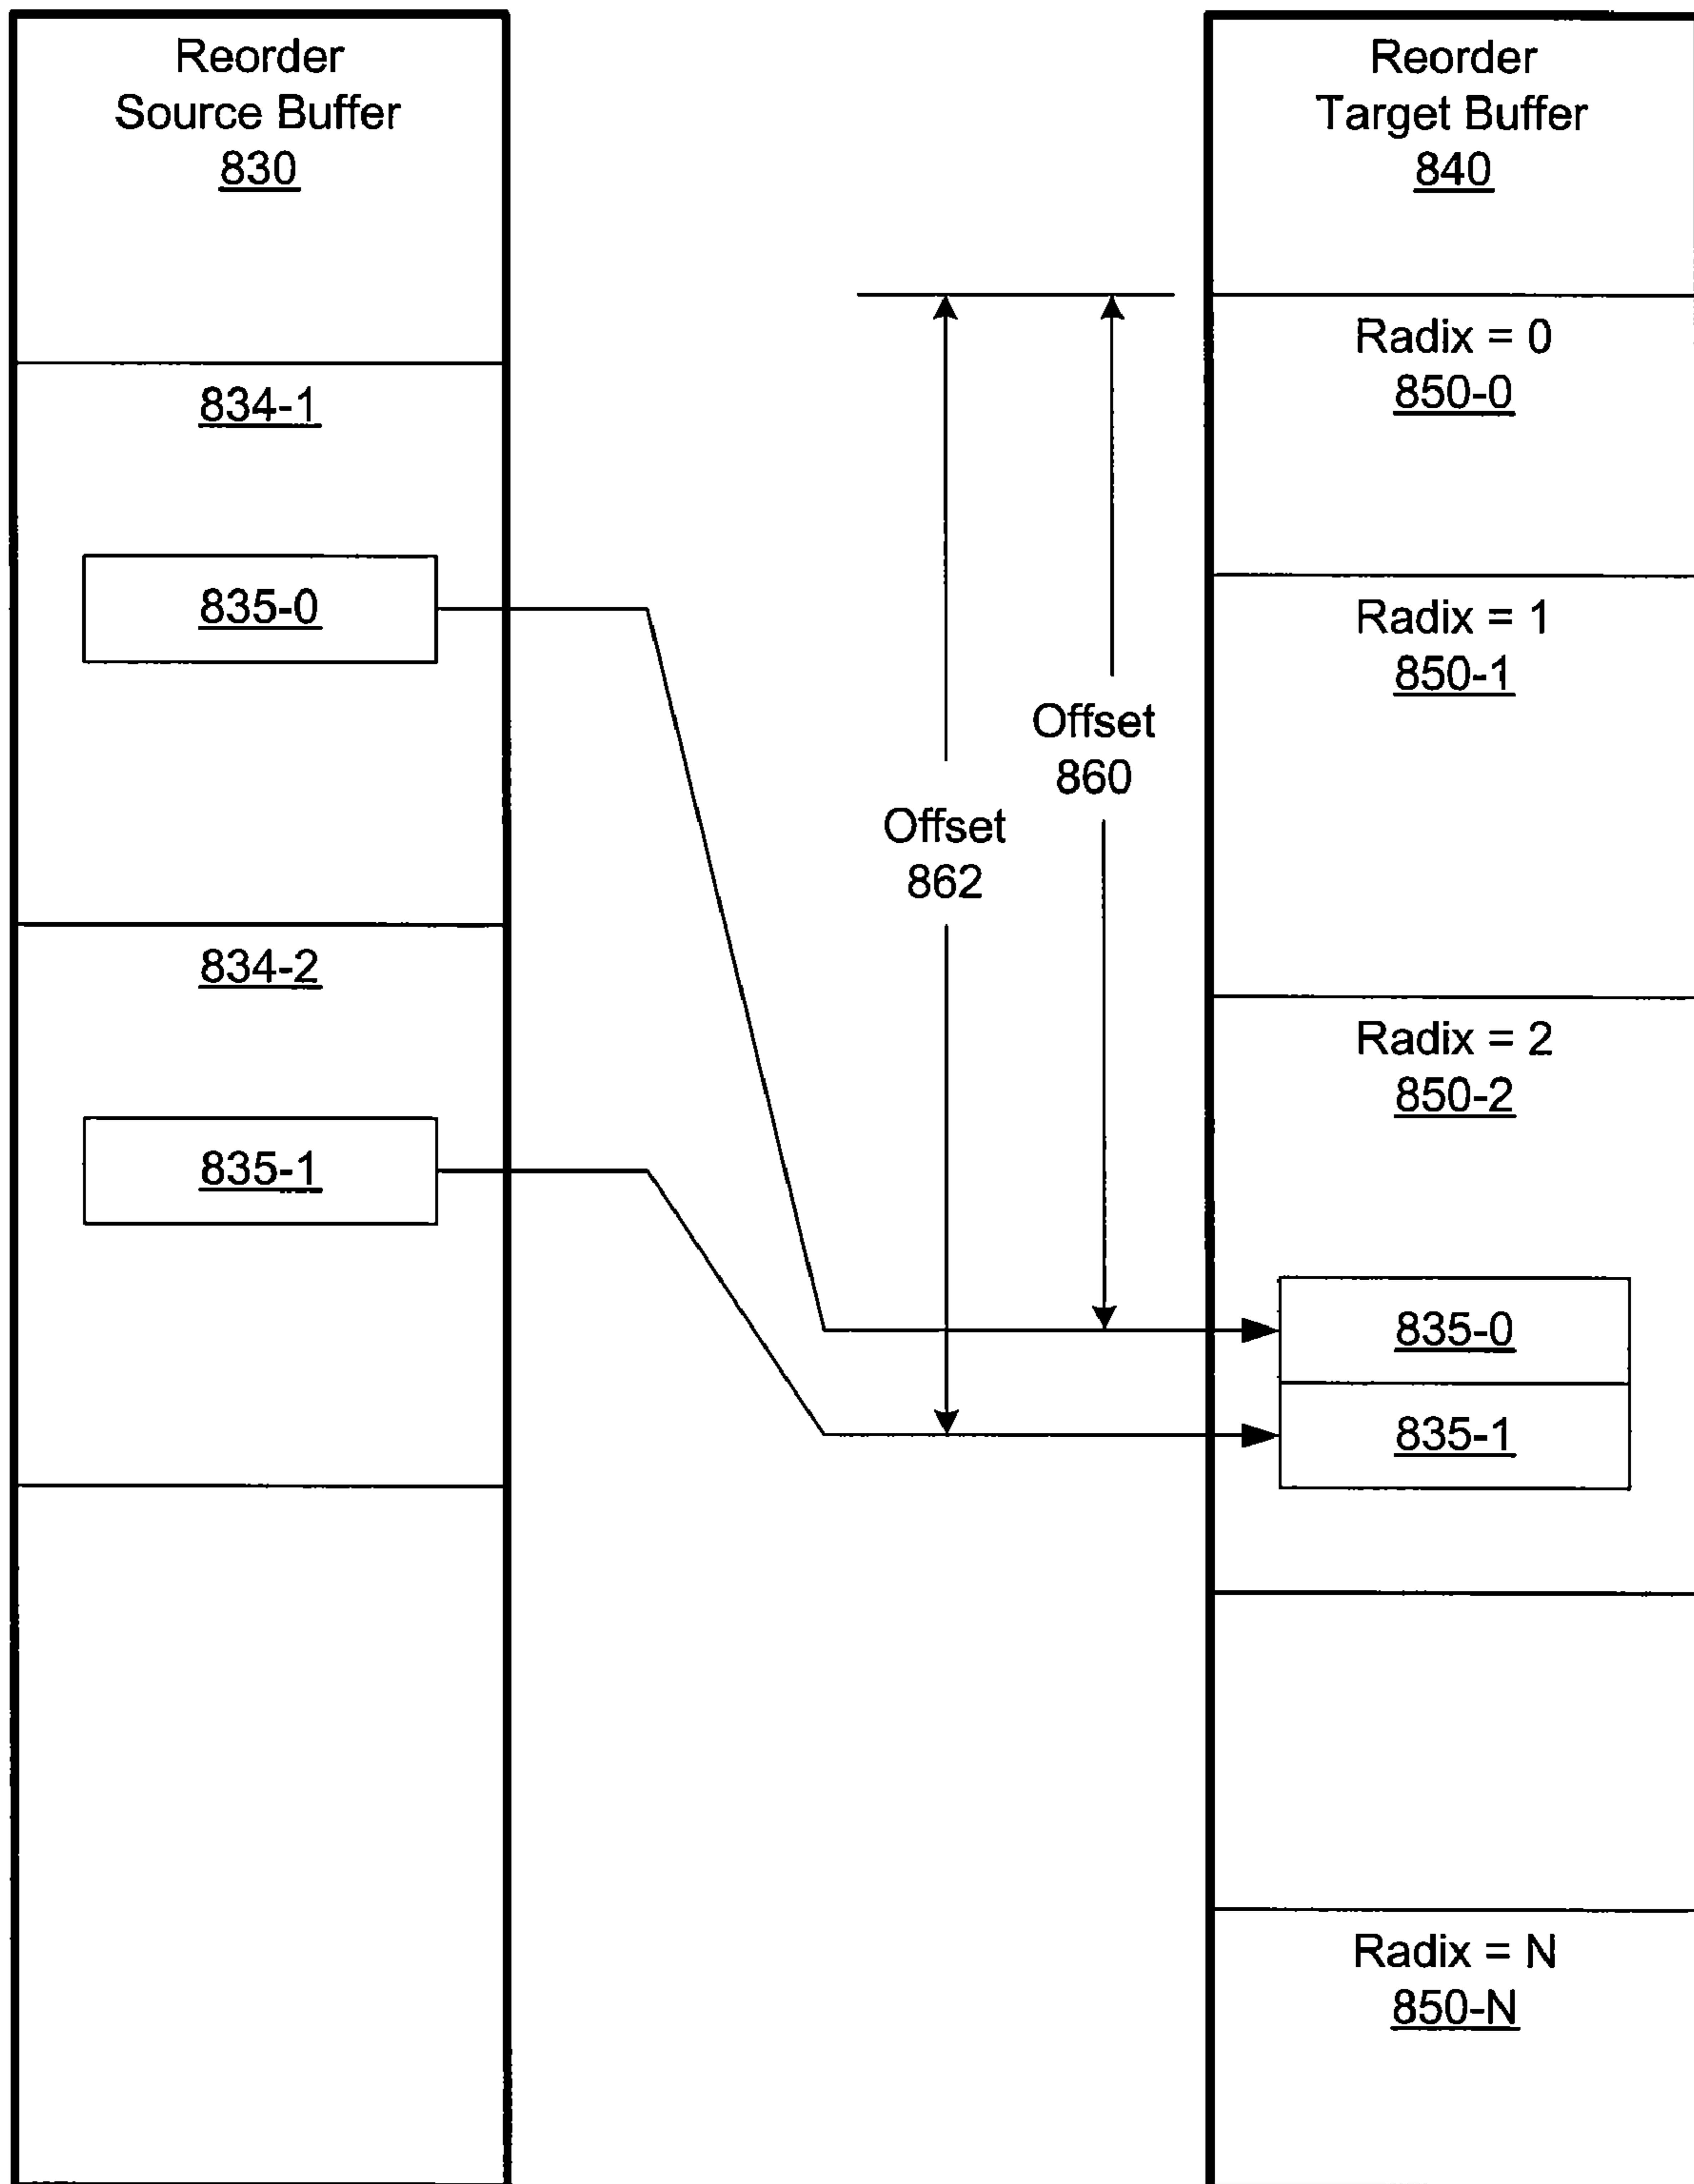 Reorder
Source Buffer
830
834-1
835-0
834-2
835-1
Offset
860
Offset
862
Reorder
Target Buffer
840
Radix = 0
850-0
Radix = 1
850-1
Radix = 2
850-2
835-0
835-1
Radix = N
850-N